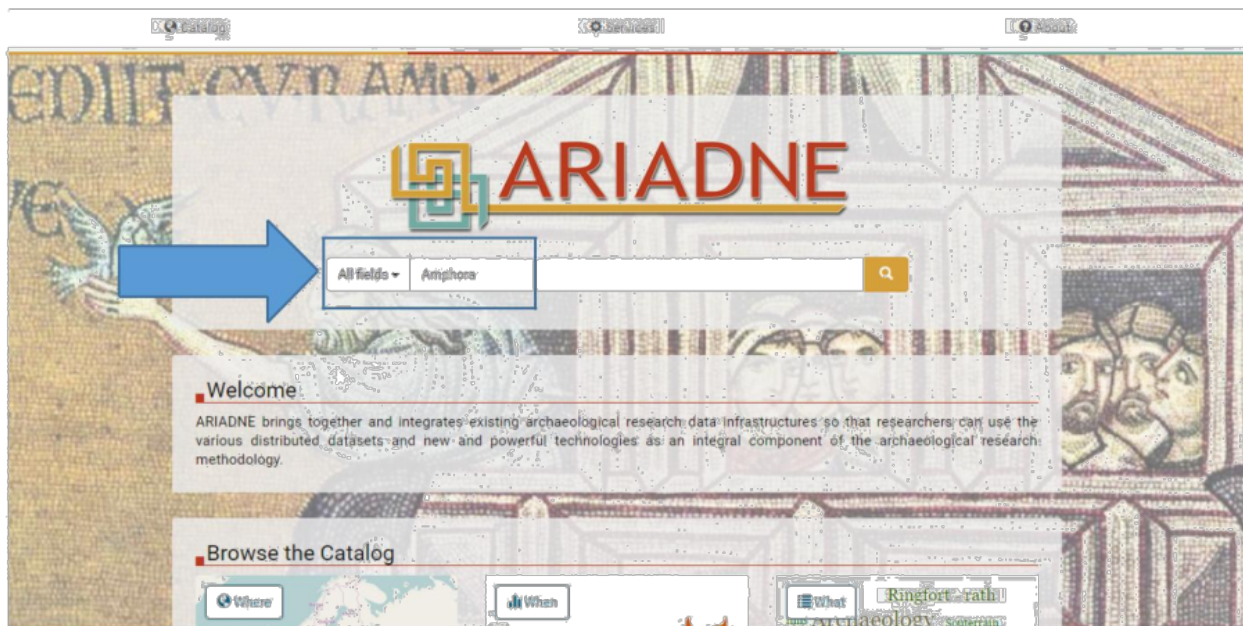 Catalog
Services
About
EDIIT·CVRAMO·
ARIADNE
All fields
Amphora
Welcome
ARIADNE brings together and integrates existing archaeological research data infrastructures so that researchers can use the
various distributed datasets and new and powerful technologies as an integral component of the archaeological research
methodology.
Browse the Catalog
Where
When
What
Ringfort - rath
Archaeology
Souterrain